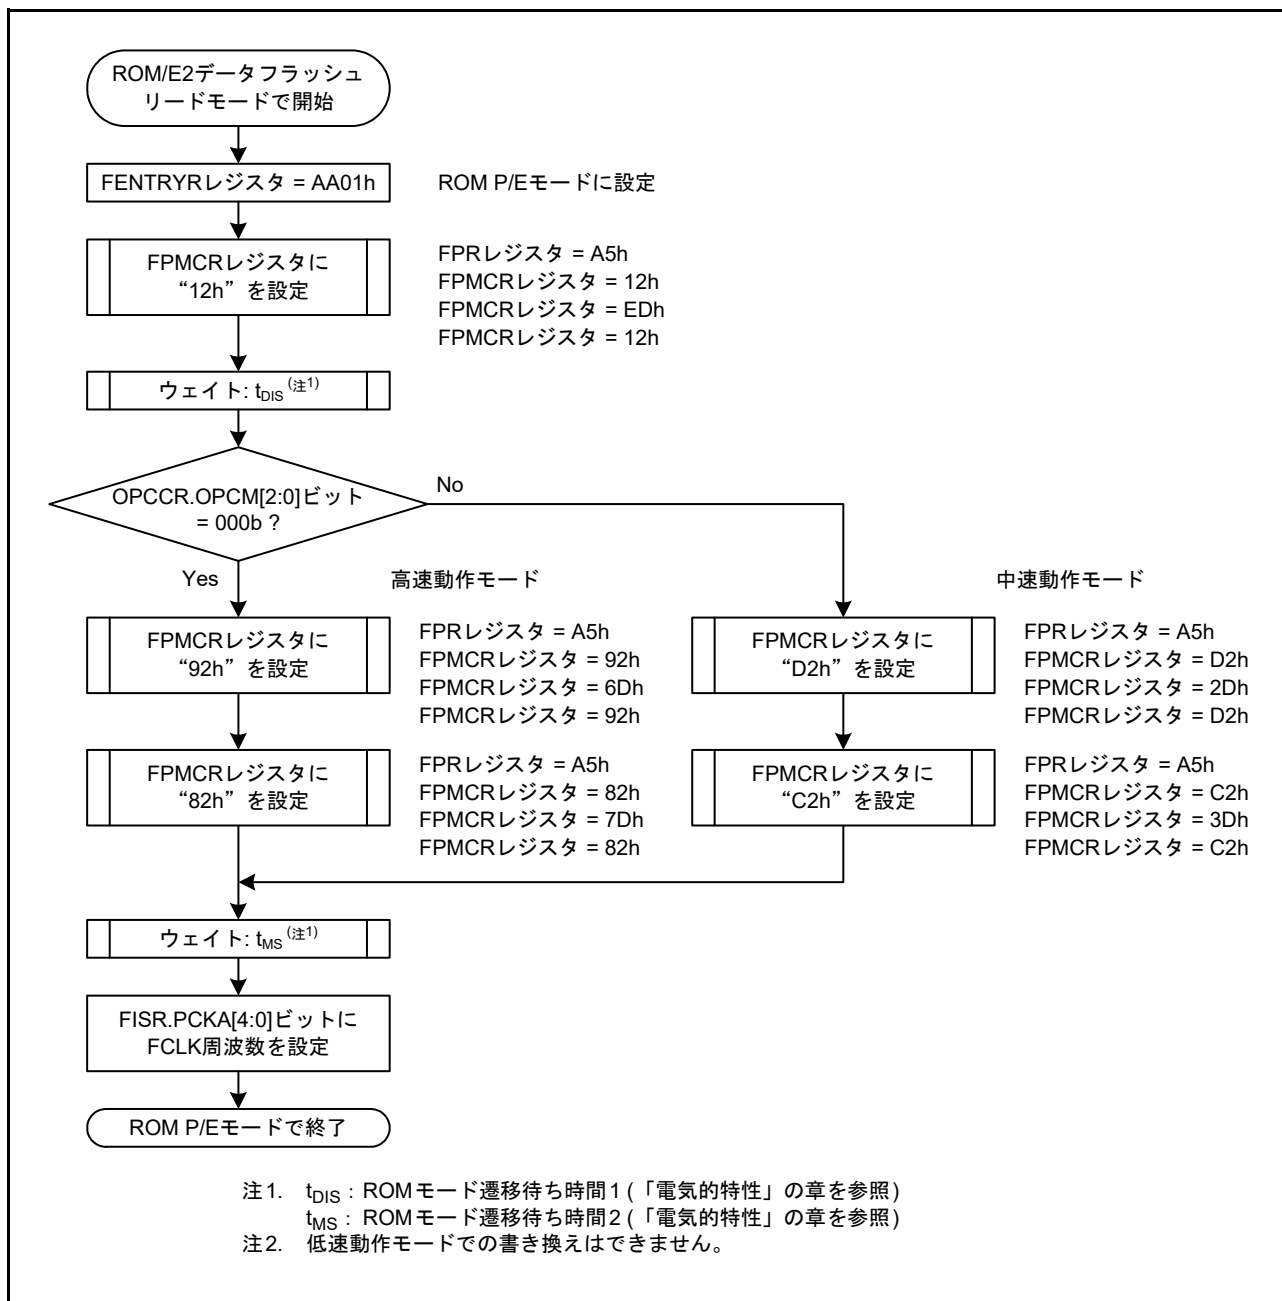 ROM/E2データフラッシュ
リードモードで開始
FENTRYRレジスタ = AA01h
ROM P/Eモードに設定
FPMCRレジスタに
“12h”を設定
FPRレジスタ = A5h
FPMCRレジスタ = 12h
FPMCRレジスタ = EDh
FPMCRレジスタ = 12h
ウェイト: tDIS (注1)
OPCCR.OPCM[2:0]ビット
= 000b ?
No
Yes
高速動作モード
中速動作モード
FPMCRレジスタに
“92h”を設定
FPRレジスタ = A5h
FPMCRレジスタ = 92h
FPMCRレジスタ = 6Dh
FPMCRレジスタ = 92h
FPMCRレジスタに
“D2h”を設定
FPRレジスタ = A5h
FPMCRレジスタ = D2h
FPMCRレジスタ = 2Dh
FPMCRレジスタ = D2h
FPMCRレジスタに
“82h”を設定
FPRレジスタ = A5h
FPMCRレジスタ = 82h
FPMCRレジスタ = 7Dh
FPMCRレジスタ = 82h
FPMCRレジスタに
“C2h”を設定
FPRレジスタ = A5h
FPMCRレジスタ = C2h
FPMCRレジスタ = 3Dh
FPMCRレジスタ = C2h
ウェイト: tMS (注1)
FISR.PCKA[4:0]ビットに
FCLK周波数を設定
ROM P/Eモードで終了
注1. tDIS : ROMモード遷移待ち時間1 (「電気的特性」の章を参照)
tMS : ROMモード遷移待ち時間2 (「電気的特性」の章を参照)
注2. 低速動作モードでの書き換えはできません。